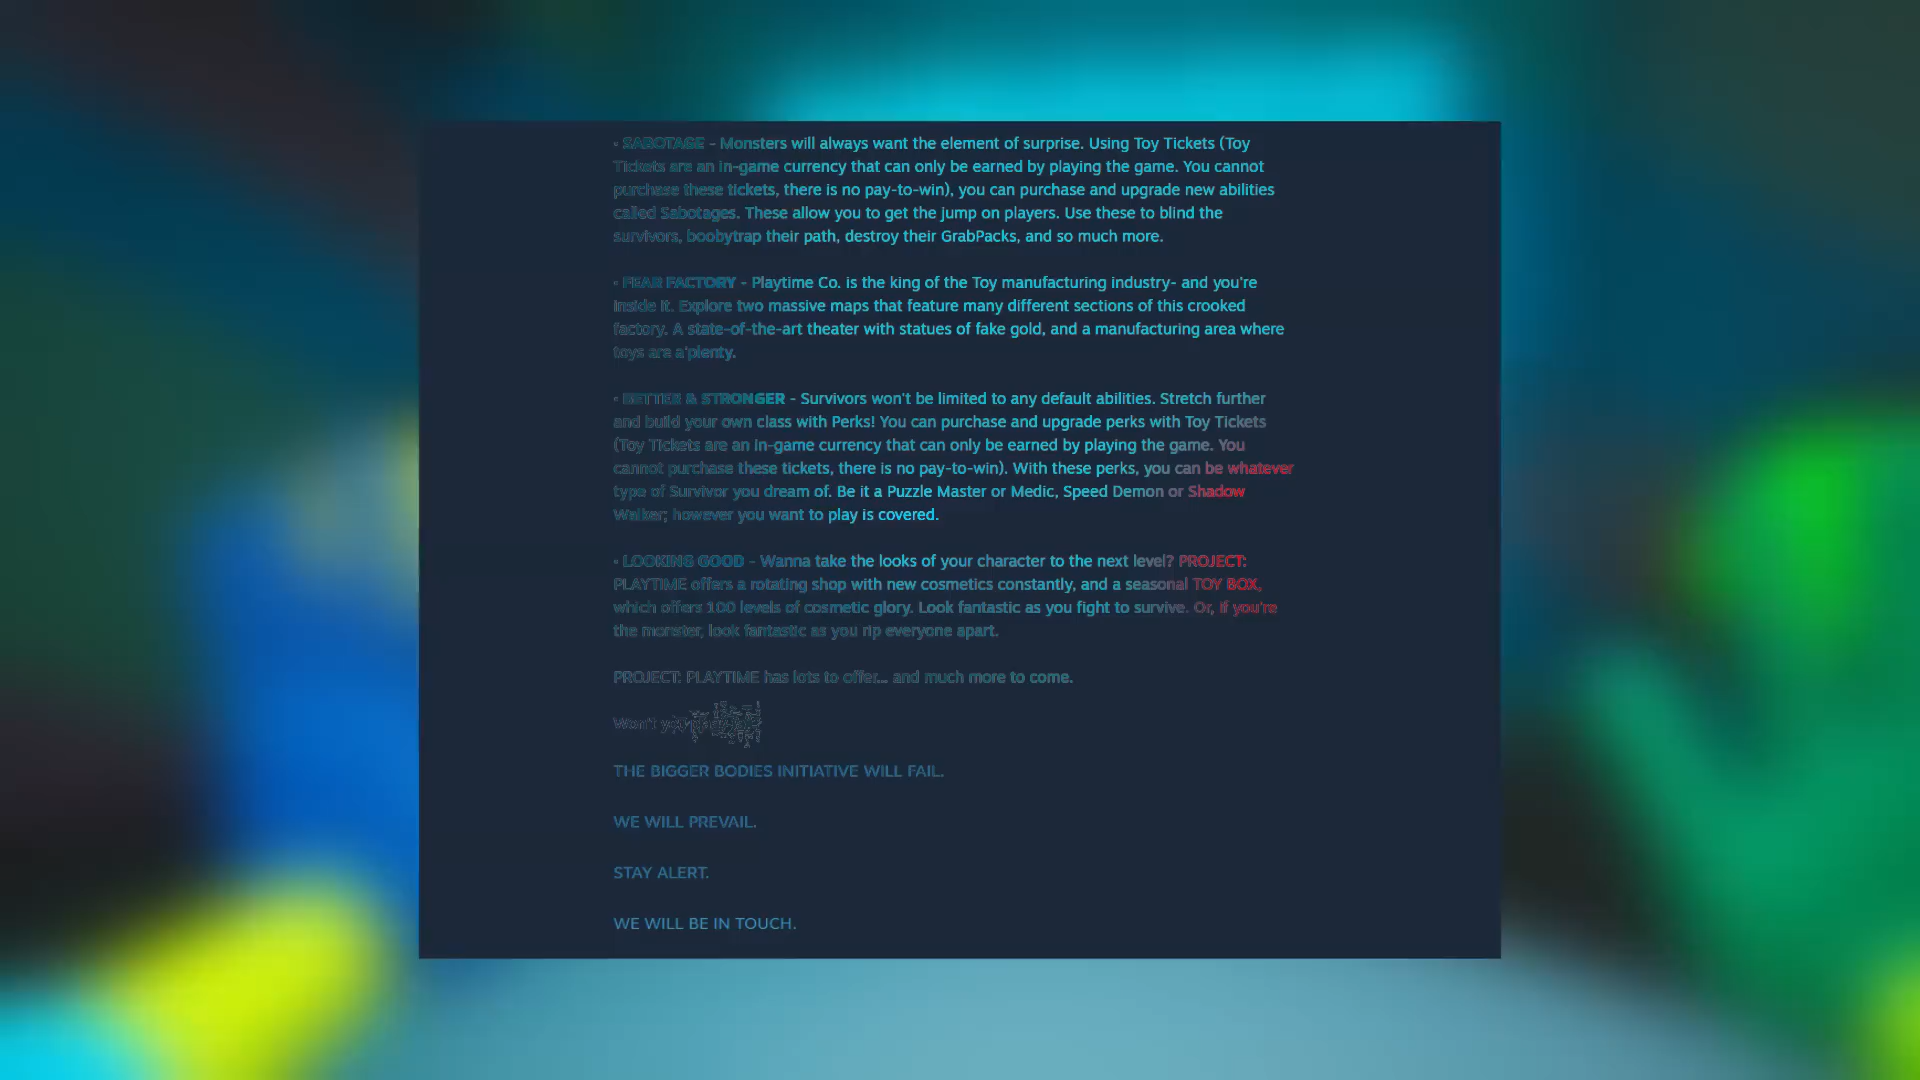 - SABOTAGE - Monsters will always want the element of surprise. Using Toy Tickets (Toy
Tickets are an in-game currency that can only be earned by playing the game. You cannot
purchase these tickets, there is no pay-to-win), you can purchase and upgrade new abilities
called Sabotages. These allow you to get the jump on players. Use these to blind the
survivors, boobytrap their path, destroy their GrabPacks, and so much more.
- FEAR FACTORY - Playtime Co. is the king of the Toy manufacturing industry- and you're
inside it. Explore two massive maps that feature many different sections of this crooked
factory. A state-of-the-art theater with statues of fake gold, and a manufacturing area where
toys are a'plenty.
- BETTER & STRONGER - Survivors won't be limited to any default abilities. Stretch further
and build your own class with Perks! You can purchase and upgrade perks with Toy Tickets
(Toy Tickets are an in-game currency that can only be earned by playing the game. You
cannot purchase these tickets, there is no pay-to-win). With these perks, you can be whatever
type of Survivor you dream of. Be it a Puzzle Master or Medic, Speed Demon or Shadow
Walker; however you want to play is covered.
- LOOKING GOOD - Wanna take the looks of your character to the next level? PROJECT:
PLAYTIME offers a rotating shop with new cosmetics constantly, and a seasonal TOY BOX,
which offers 100 levels of cosmetic glory. Look fantastic as you fight to survive. Or, if you're
the monster, look fantastic as you rip everyone apart.
PROJECT: PLAYTIME has lots to offer... and much more to come.
Won't
THE BIGGER BODIES INITIATIVE WILL FAIL.
WE WILL PREVAIL.
STAY ALERT.
WE WILL BE IN TOUCH.